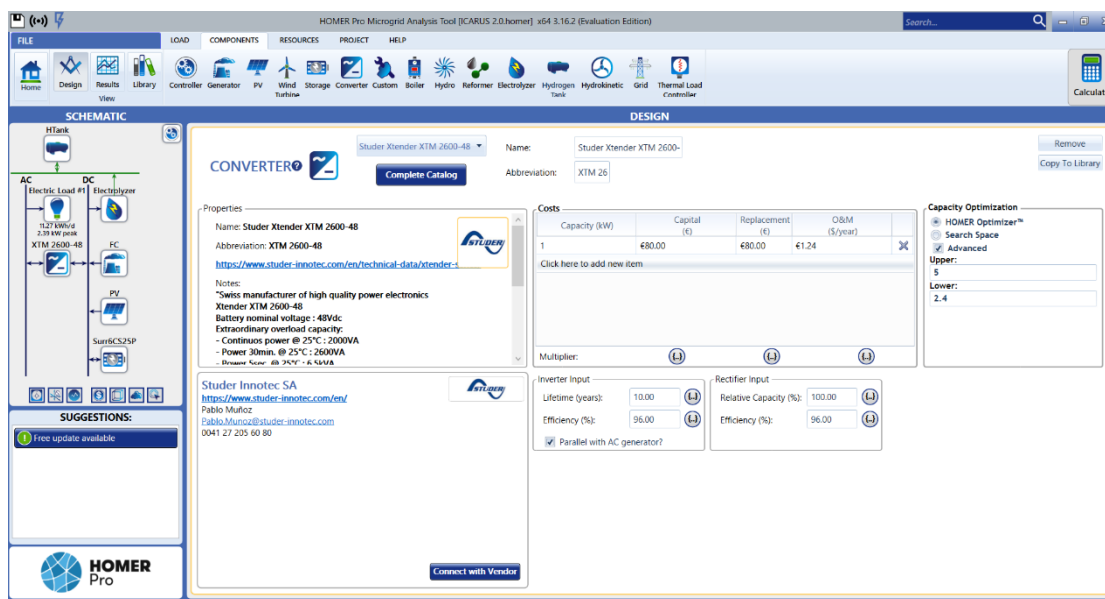 HOMER Pro Microgrid Analysis Tool [ICARUS 2.0.homer] x64 3.16.2 (Evaluation Edition)
Search...
FILE
LOAD COMPONENTS RESOURCES PROJECT HELP
Home
Design
Results
Library
View
Controller
Generator
PV
Wind Turbine
Storage
Converter
Custom
Boiler
Hydro
Reformer
Electrolyzer
Hydrogen Tank
Hydrokinetic
Grid
Thermal Load Controller
Calculat
SCHEMATIC
HTank
AC
DC
Electric Load #1
Electrolyzer
11.27 kWh/d
2.39 kW peak
XTM 2600-48
FC
PV
Surr6CS25P
SUGGESTIONS:
Free update available
HOMER
Pro
DESIGN
CONVERTER
Studer Xtender XTM 2600-48
Complete Catalog
Name: Studer Xtender XTM 2600-
Abbreviation: XTM 26
Remove
Copy To Library
Properties
Name: Studer Xtender XTM 2600-48
Abbreviation: XTM 2600-48
https://www.studer-innotec.com/en/technical-data/xtender-s
STUDER
Notes:
"Swiss manufacturer of high quality power electronics
Xtender XTM 2600-48
Battery nominal voltage : 48Vdc
Extraordinary overload capacity:
- Continuos power @ 25°C : 2000VA
- Power 30min. @ 25°C : 2600VA
- Power 5sec. @ 25°C : 6.5kVA
Costs
Capacity (kW) Capital (€) Replacement (€) O&M ($/year)
1 €80.00 €80.00 €1.24
Click here to add new item
Multiplier: (..) (..) (..)
Capacity Optimization
HOMER Optimizer™
Search Space
Advanced
Upper:
5
Lower:
2.4
Studer Innotec SA
STUDER
https://www.studer-innotec.com/en/
Pablo Muñoz
Pablo.Munoz@studer-innotec.com
0041 27 205 60 80
Connect with Vendor
Inverter Input
Lifetime (years): 10.00 (..)
Efficiency (%): 96.00 (..)
Parallel with AC generator?
Rectifier Input
Relative Capacity (%): 100.00 (..)
Efficiency (%): 96.00 (..)